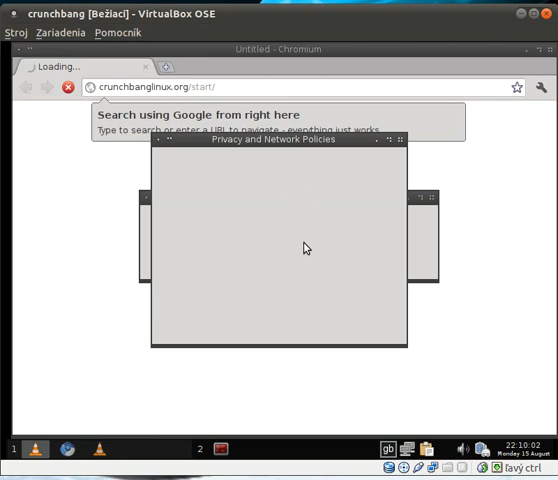 crunchbang [Bežiaci] - VirtualBox OSE
Stroj Zariadenia Pomocník
Untitled - Chromium
Loading...
crunchbanglinux.org/start/
Search using Google from right here
Type to search or enter a URL to navigate - everything just works.
Privacy and Network Policies
1 2 gb 22:10:02
Monday 15 August
ľavý ctrl